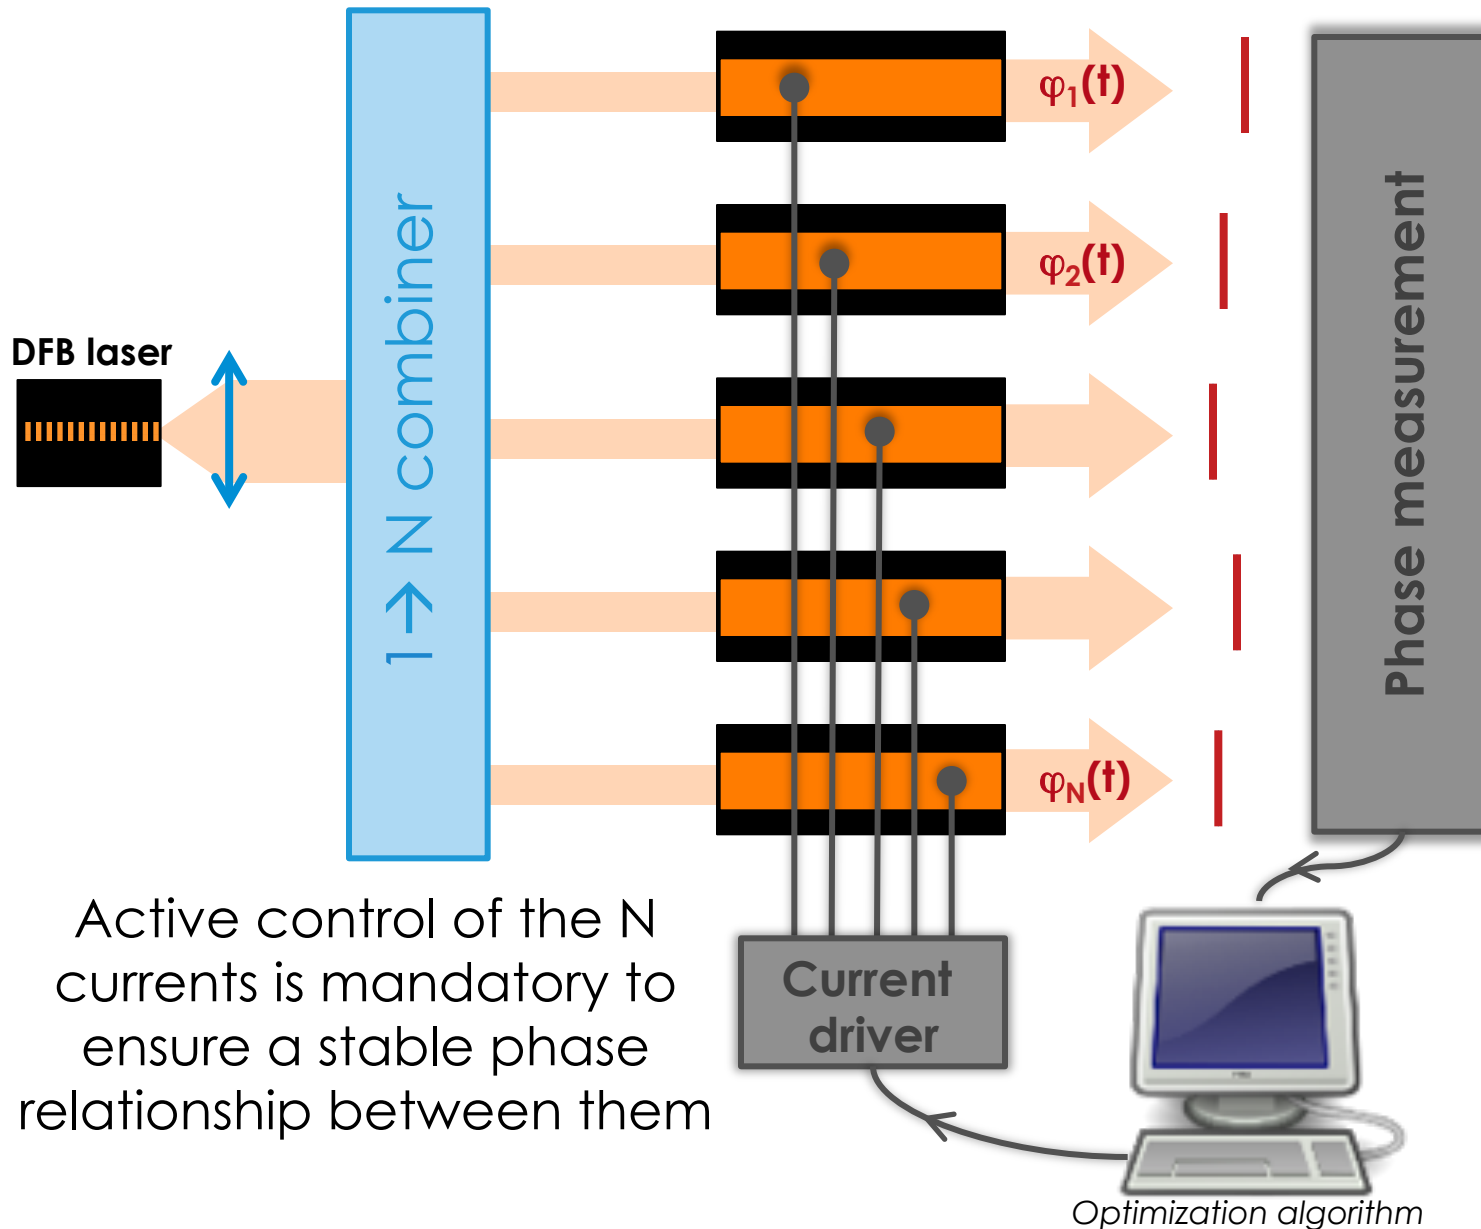 DFB laser
1→ N combiner
φ1(t)
φ2(t)
φN(t)
Phase measurement
Current
driver
Active control of the N
currents is mandatory to
ensure a stable phase
relationship between them
Optimization algorithm